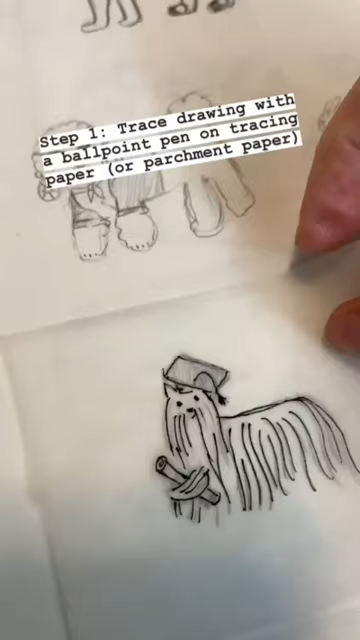 Step 1: Trace drawing with
a ballpoint pen on tracing
paper (or parchment paper)